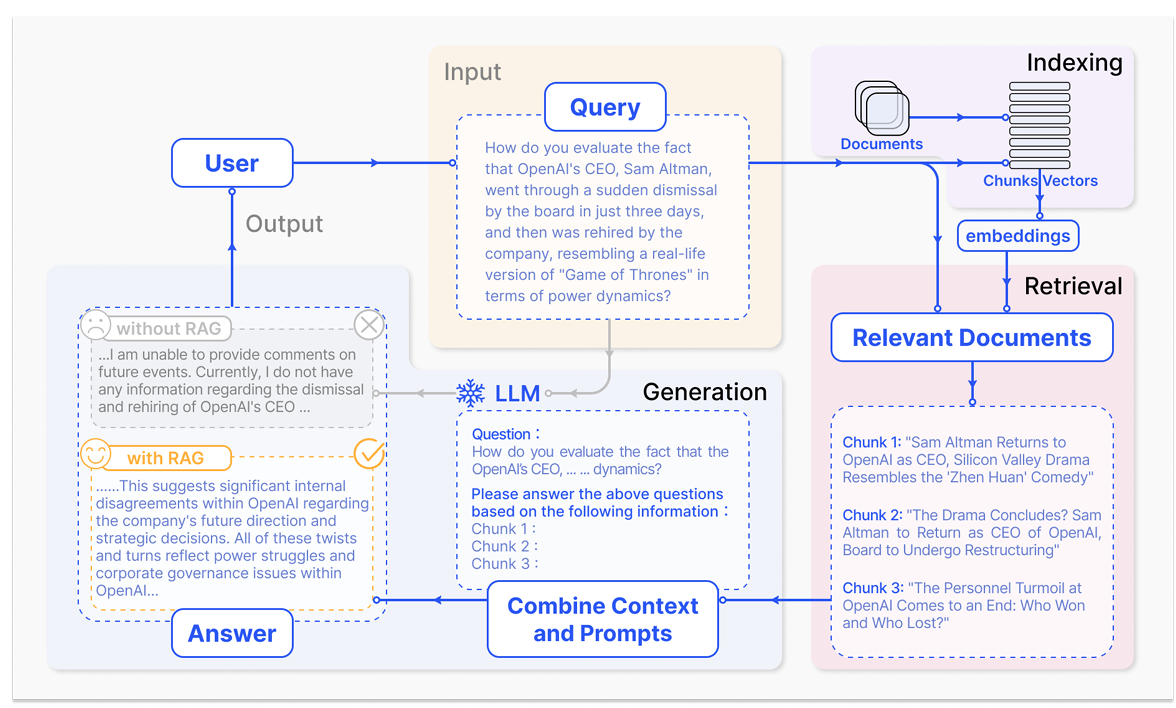 Input
Query
How do you evaluate the fact
that OpenAI's CEO, Sam Altman,
went through a sudden dismissal
by the board in just three days,
and then was rehired by the
company, resembling a real-life
version of "Game of Thrones" in
terms of power dynamics?
Indexing
Documents
Chunks Vectors
embeddings
User
Output
Retrieval
Relevant Documents
Chunk 1: "Sam Altman Returns to
OpenAI as CEO, Silicon Valley Drama
Resembles the 'Zhen Huan' Comedy"
Chunk 2: "The Drama Concludes? Sam
Altman to Return as CEO of OpenAI,
Board to Undergo Restructuring"
Chunk 3: "The Personnel Turmoil at
OpenAI Comes to an End: Who Won
and Who Lost?"
LLM
Generation
Question :
How do you evaluate the fact that the
OpenAI's CEO, ... ... dynamics?
Please answer the above questions
based on the following information :
Chunk 1 :
Chunk 2 :
Chunk 3 :
Combine Context
and Prompts
without RAG
...I am unable to provide comments on
future events. Currently, I do not have
any information regarding the dismissal
and rehiring of OpenAI's CEO ...
with RAG
......This suggests significant internal
disagreements within OpenAI regarding
the company's future direction and
strategic decisions. All of these twists
and turns reflect power struggles and
corporate governance issues within
OpenAI...
Answer